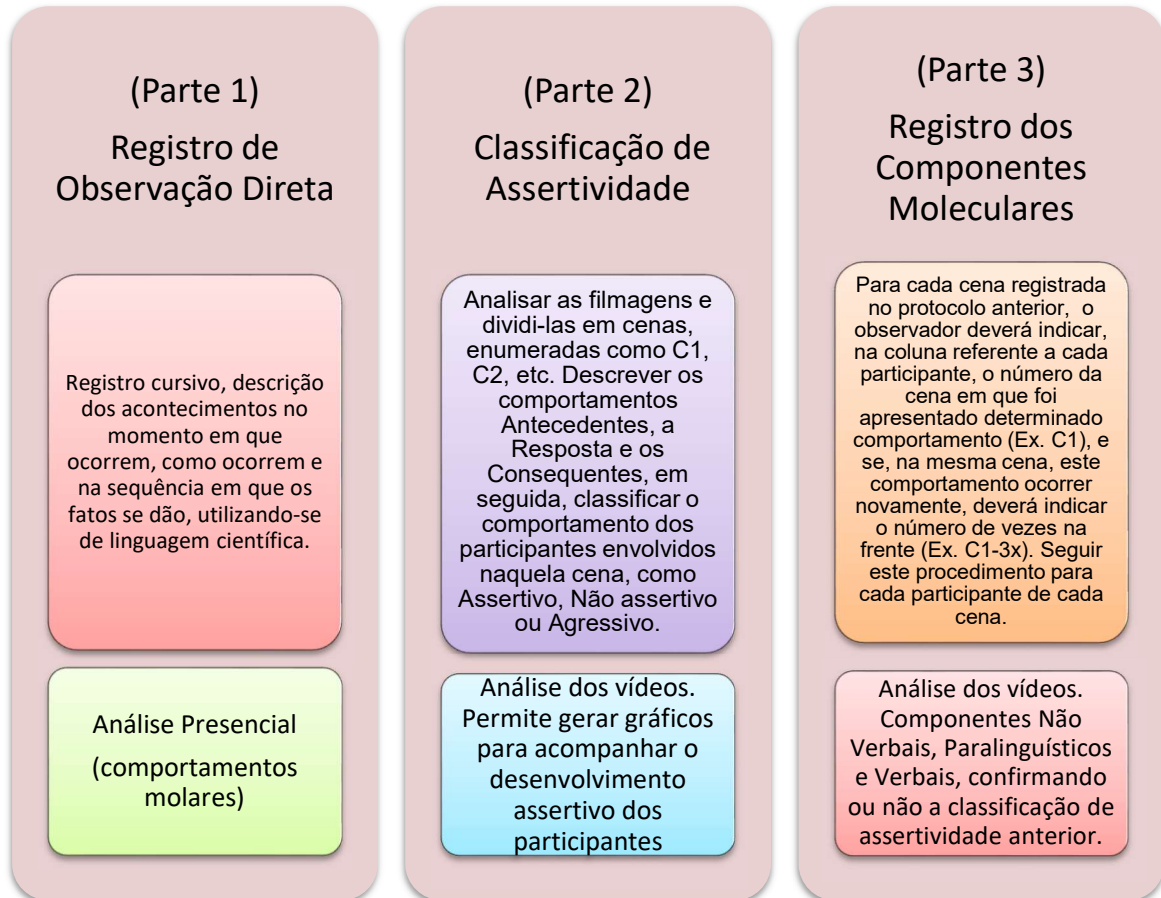 (Parte 1)
Registro de
Observação Direta
Registro cursivo, descrição
dos acontecimentos no
momento em que
ocorrem, como ocorrem e
na sequência em que os
fatos se dão, utilizando-se
de linguagem científica.
Análise Presencial
(comportamentos
molares)
(Parte 2)
Classificação de
Assertividade
Analisar as filmagens e
dividi-las em cenas,
enumeradas como C1,
C2, etc. Descrever os
comportamentos
Antecedentes, a
Resposta e os
Consequentes, em
seguida, classificar o
comportamento dos
participantes envolvidos
naquela cena, como
Assertivo, Não assertivo
ou Agressivo.
Análise dos vídeos.
Permite gerar gráficos
para acompanhar o
desenvolvimento
assertivo dos
participantes
(Parte 3)
Registro dos
Componentes
Moleculares
Para cada cena registrada
no protocolo anterior, o
observador deverá indicar,
na coluna referente a cada
participante, o número da
cena em que foi
apresentado determinado
comportamento (Ex. C1), e
se, na mesma cena, este
comportamento ocorrer
novamente, deverá indicar
o número de vezes na
frente (Ex. C1-3x). Seguir
este procedimento para
cada participante de cada
cena.
Análise dos vídeos.
Componentes Não
Verbais, Paralinguísticos
e Verbais, confirmando
ou não a classificação de
assertividade anterior.